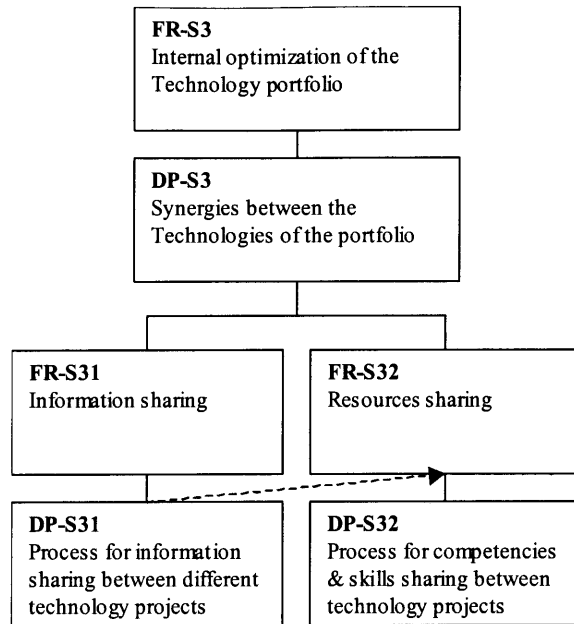 FR-S3
Internal optimization of the
Technology portfolio
DP-S3
Synergies between the
Technologies of the portfolio
FR-S31
Information sharing
FR-S32
Resources sharing
DP-S31
Process for information
sharing between different
technology projects
DP-S32
Process for competencies
& skills sharing between
technology projects